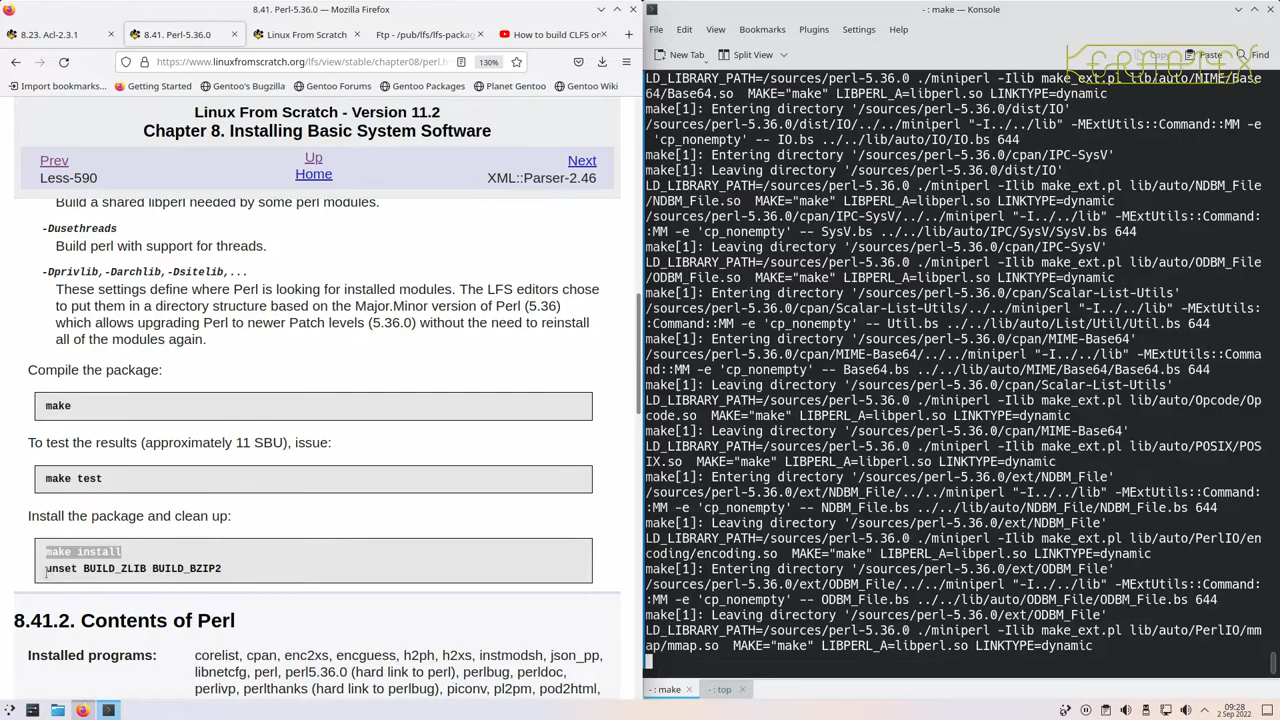 8.41. Perl-5.36.0 — Mozilla Firefox
8.23. Acl-2.3.1
8.41. Perl-5.36.0
Linux From Scratch
Ftp - /pub/lfs/lfs-packag
How to build CLFS on
https://www.linuxfromscratch.org/lfs/view/stable/chapter08/perl.h
130%
Import bookmarks...
Getting Started
Gentoo's Bugzilla
Gentoo Forums
Gentoo Packages
Planet Gentoo
Gentoo Wiki
Linux From Scratch - Version 11.2
Chapter 8. Installing Basic System Software
Prev
Up
Next
Less-590
Home
XML::Parser-2.46
Build a shared libperl needed by some perl modules.
-Dusethreads
Build perl with support for threads.
-Dprivlib,-Darchlib,-Dsitelib,...
These settings define where Perl is looking for installed modules. The LFS editors chose
to put them in a directory structure based on the Major.Minor version of Perl (5.36)
which allows upgrading Perl to newer Patch levels (5.36.0) without the need to reinstall
all of the modules again.
Compile the package:
make
To test the results (approximately 11 SBU), issue:
make test
Install the package and clean up:
make install
unset BUILD_ZLIB BUILD_BZIP2
8.41.2. Contents of Perl
Installed programs:
corelist, cpan, enc2xs, encguess, h2ph, h2xs, instmodsh, json_pp,
libnetcfg, perl, perl5.36.0 (hard link to perl), perlbug, perldoc,
perlivp, perlthanks (hard link to perlbug), piconv, pl2pm, pod2html,
- : make — Konsole
File Edit View Bookmarks Plugins Settings Help
New Tab
Split View
Copy
Paste
Find
KERNOTEX
LD_LIBRARY_PATH=/sources/perl-5.36.0 ./miniperl -Ilib make_ext.pl lib/auto/MIME/Base
64/Base64.so MAKE="make" LIBPERL_A=libperl.so LINKTYPE=dynamic
make[1]: Entering directory '/sources/perl-5.36.0/dist/IO'
/sources/perl-5.36.0/dist/IO/../../miniperl "-I../../lib" -MExtUtils::Command::MM -e
 'cp_nonempty' -- IO.bs ../../lib/auto/IO/IO.bs 644
make[1]: Entering directory '/sources/perl-5.36.0/cpan/IPC-SysV'
make[1]: Leaving directory '/sources/perl-5.36.0/dist/IO'
LD_LIBRARY_PATH=/sources/perl-5.36.0 ./miniperl -Ilib make_ext.pl lib/auto/NDBM_File
/NDBM_File.so MAKE="make" LIBPERL_A=libperl.so LINKTYPE=dynamic
/sources/perl-5.36.0/cpan/IPC-SysV/../../miniperl "-I../../lib" -MExtUtils::Command:
:MM -e 'cp_nonempty' -- SysV.bs ../../lib/auto/IPC/SysV/SysV.bs 644
make[1]: Leaving directory '/sources/perl-5.36.0/cpan/IPC-SysV'
LD_LIBRARY_PATH=/sources/perl-5.36.0 ./miniperl -Ilib make_ext.pl lib/auto/ODBM_File
/ODBM_File.so MAKE="make" LIBPERL_A=libperl.so LINKTYPE=dynamic
make[1]: Entering directory '/sources/perl-5.36.0/cpan/Scalar-List-Utils'
/sources/perl-5.36.0/cpan/Scalar-List-Utils/../../miniperl "-I../../lib" -MExtUtils:
:Command::MM -e 'cp_nonempty' -- Util.bs ../../lib/auto/List/Util/Util.bs 644
make[1]: Entering directory '/sources/perl-5.36.0/cpan/MIME-Base64'
/sources/perl-5.36.0/cpan/MIME-Base64/../../miniperl "-I../../lib" -MExtUtils::Comma
nd::MM -e 'cp_nonempty' -- Base64.bs ../../lib/auto/MIME/Base64/Base64.bs 644
make[1]: Leaving directory '/sources/perl-5.36.0/cpan/Scalar-List-Utils'
LD_LIBRARY_PATH=/sources/perl-5.36.0 ./miniperl -Ilib make_ext.pl lib/auto/Opcode/Op
code.so MAKE="make" LIBPERL_A=libperl.so LINKTYPE=dynamic
make[1]: Leaving directory '/sources/perl-5.36.0/cpan/MIME-Base64'
LD_LIBRARY_PATH=/sources/perl-5.36.0 ./miniperl -Ilib make_ext.pl lib/auto/POSIX/POS
IX.so MAKE="make" LIBPERL_A=libperl.so LINKTYPE=dynamic
make[1]: Entering directory '/sources/perl-5.36.0/ext/NDBM_File'
/sources/perl-5.36.0/ext/NDBM_File/../../miniperl "-I../../lib" -MExtUtils::Command:
:MM -e 'cp_nonempty' -- NDBM_File.bs ../../lib/auto/NDBM_File/NDBM_File.bs 644
make[1]: Leaving directory '/sources/perl-5.36.0/ext/NDBM_File'
LD_LIBRARY_PATH=/sources/perl-5.36.0 ./miniperl -Ilib make_ext.pl lib/auto/PerlIO/en
coding/encoding.so MAKE="make" LIBPERL_A=libperl.so LINKTYPE=dynamic
make[1]: Entering directory '/sources/perl-5.36.0/ext/ODBM_File'
/sources/perl-5.36.0/ext/ODBM_File/../../miniperl "-I../../lib" -MExtUtils::Command:
:MM -e 'cp_nonempty' -- ODBM_File.bs ../../lib/auto/ODBM_File/ODBM_File.bs 644
make[1]: Leaving directory '/sources/perl-5.36.0/ext/ODBM_File'
LD_LIBRARY_PATH=/sources/perl-5.36.0 ./miniperl -Ilib make_ext.pl lib/auto/PerlIO/mm
ap/mmap.so MAKE="make" LIBPERL_A=libperl.so LINKTYPE=dynamic
- : make
- : top
09:28
2 Sep 2022